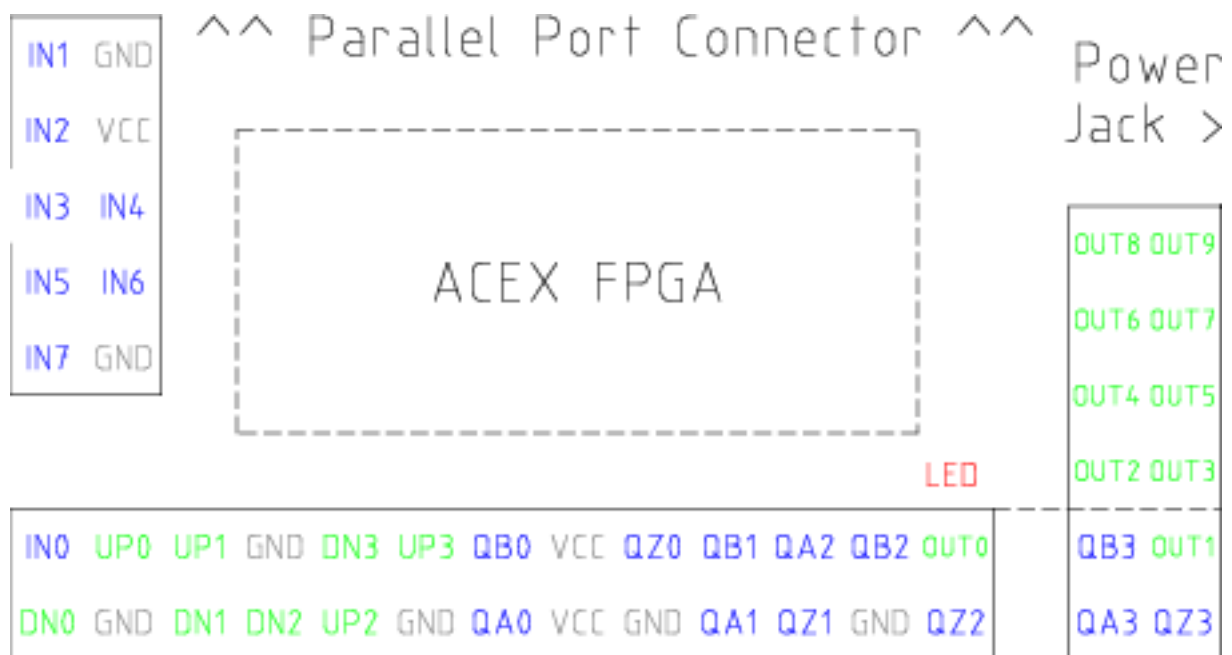 ^^ Parallel Port Connector ^^
Power
Jack >
IN1 GND
IN2 VCC
IN3 IN4
IN5 IN6
IN7 GND
ACEX FPGA
OUT8 OUT9
OUT6 OUT7
OUT4 OUT5
OUT2 OUT3
LED
IN0 UP0 UP1 GND DN3 UP3 QB0 VCC QZ0 QB1 QA2 QB2 OUT0
QB3 OUT1
DN0 GND DN1 DN2 UP2 GND QA0 VCC GND QA1 QZ1 GND QZ2
QA3 QZ3